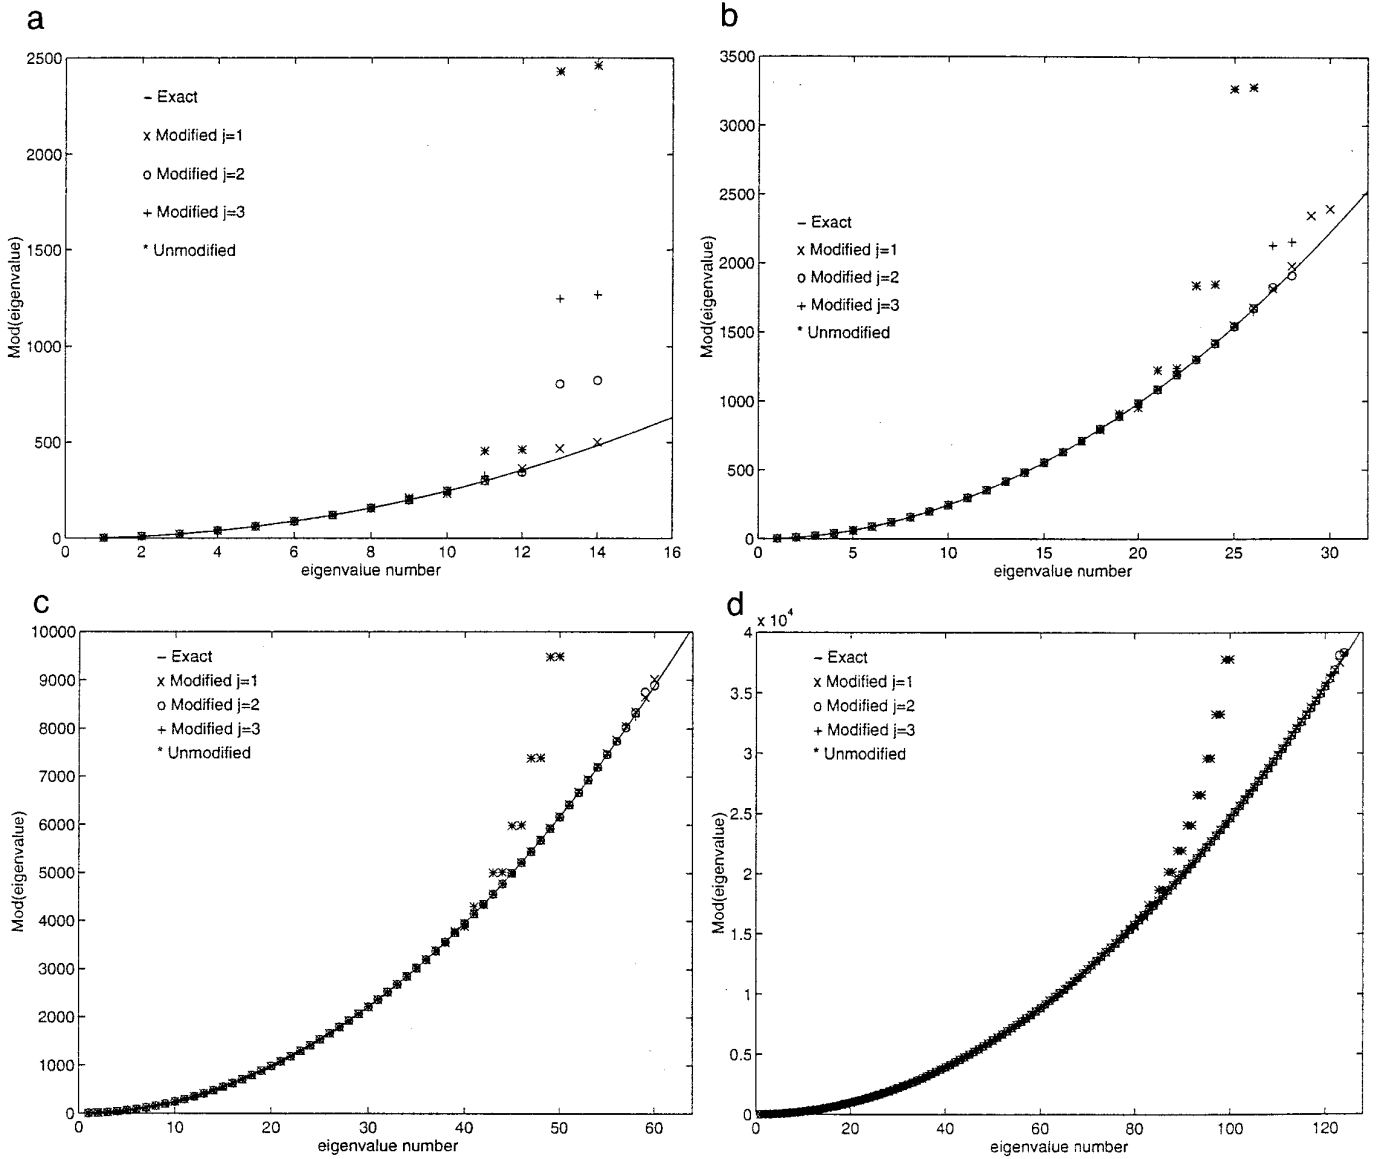 a
2500
2000
1500
1000
500
0
Mod(eigenvalue)
– Exact
x Modified j=1
o Modified j=2
+ Modified j=3
* Unmodified
0 2 4 6 8 10 12 14 16
eigenvalue number
b
3500
3000
2500
2000
1500
1000
500
0
Mod(eigenvalue)
– Exact
x Modified j=1
o Modified j=2
+ Modified j=3
* Unmodified
0 5 10 15 20 25 30
eigenvalue number
c
10000
9000
8000
7000
6000
5000
4000
3000
2000
1000
0
Mod(eigenvalue)
– Exact
x Modified j=1
o Modified j=2
+ Modified j=3
* Unmodified
0 10 20 30 40 50 60
eigenvalue number
d
x 10⁴
4
3.5
3
2.5
2
1.5
1
0.5
0
Mod(eigenvalue)
– Exact
x Modified j=1
o Modified j=2
+ Modified j=3
* Unmodified
0 20 40 60 80 100 120
eigenvalue number